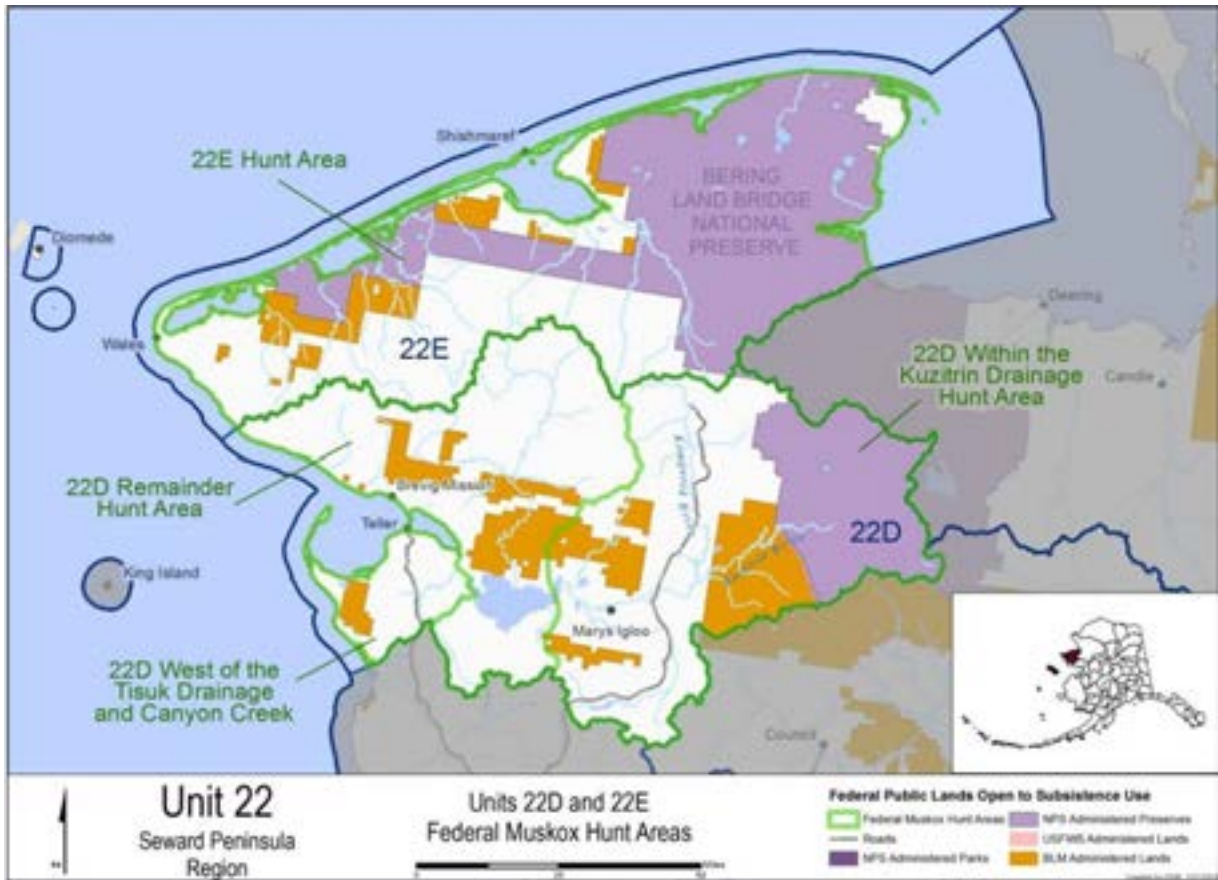 Shishmaref
22E Hunt Area
BERING
LAND BRIDGE
NATIONAL
PRESERVE
Diomede
Deering
Wales
22E
22D Within the
Kuzitrin Drainage
Hunt Area
Candle
22D Remainder
Hunt Area
Brevig Mission
Teller
22D
King Island
Marys Igloo
22D West of the
Tisuk Drainage
and Canyon Creek
Council
Unit 22
Seward Peninsula
Region
Units 22D and 22E
Federal Muskox Hunt Areas
Miles
Federal Public Lands Open to Subsistence Use
Federal Muskox Hunt Areas
NPS Administered Preserves
Roads
USFWS Administered Lands
NPS Administered Parks
BLM Administered Lands